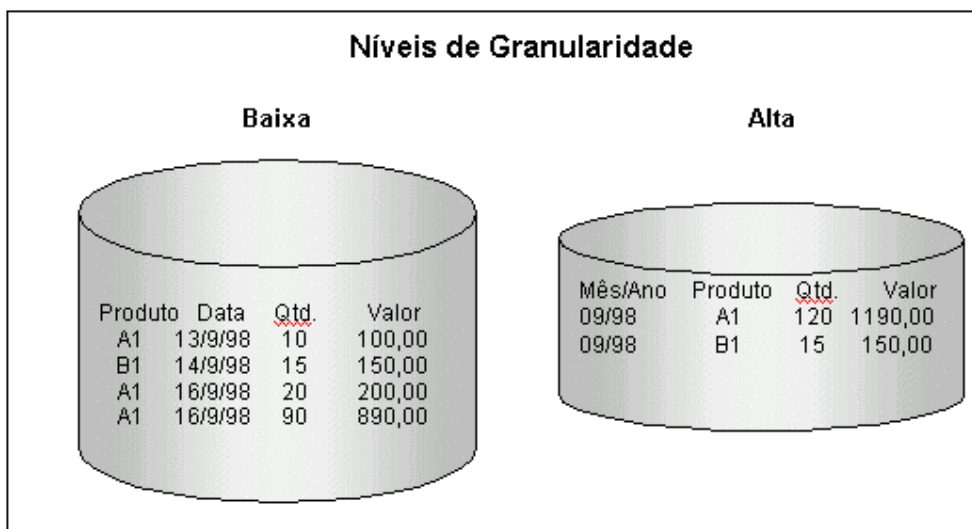 Níveis de Granularidade
Baixa
Produto Data Qtd. Valor
A1 13/9/98 10 100,00
B1 14/9/98 15 150,00
A1 16/9/98 20 200,00
A1 16/9/98 90 890,00
Alta
Mês/Ano Produto Qtd. Valor
09/98 A1 120 1190,00
09/98 B1 15 150,00